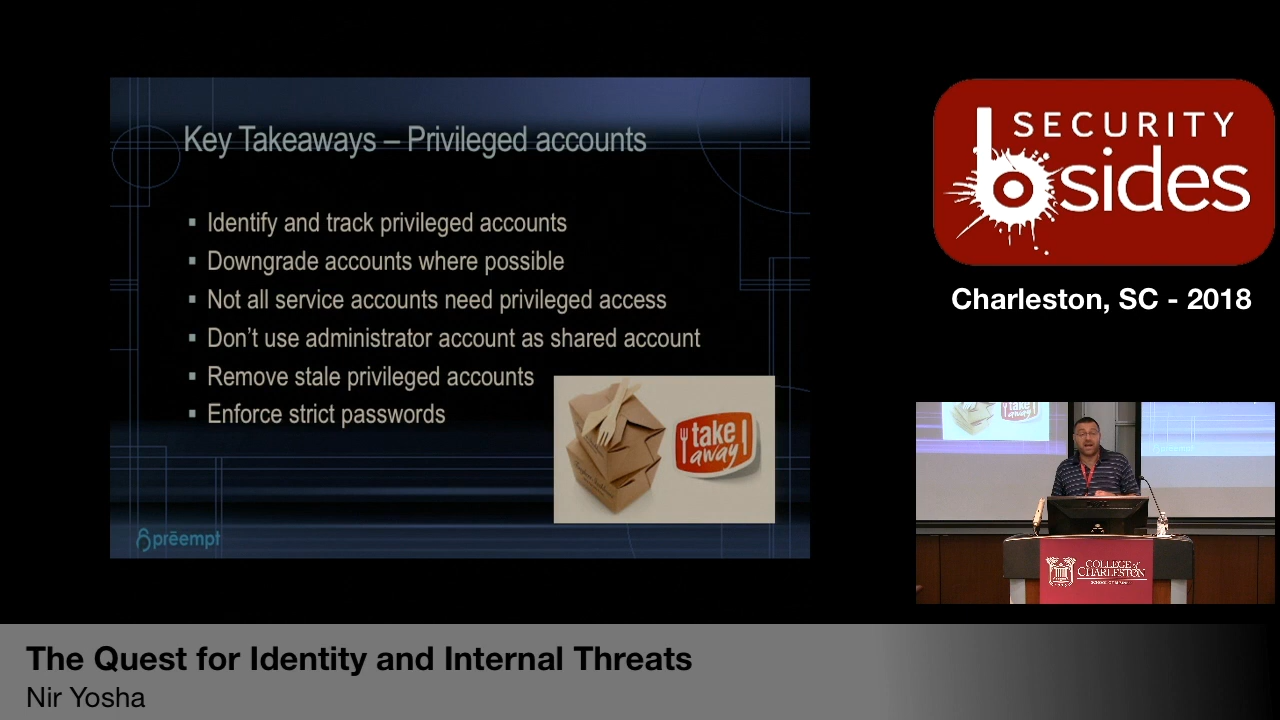 Key Takeaways – Privileged accounts
▪ Identify and track privileged accounts
▪ Downgrade accounts where possible
▪ Not all service accounts need privileged access
▪ Don’t use administrator account as shared account
▪ Remove stale privileged accounts
▪ Enforce strict passwords
take
away
prēempt
SECURITY
bsides
Charleston, SC - 2018
take
away
COLLEGE of
CHARLESTON
The Quest for Identity and Internal Threats
Nir Yosha